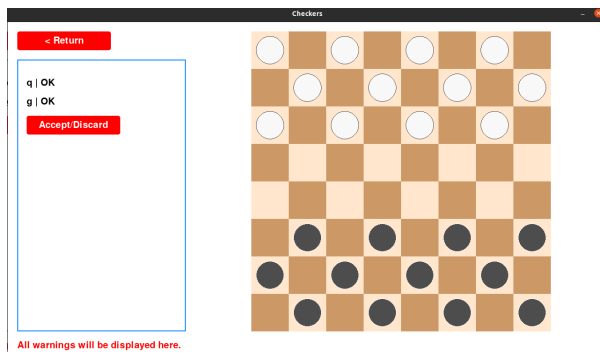 Checkers
< Return
q | OK
g | OK
Accept/Discard
All warnings will be displayed here.